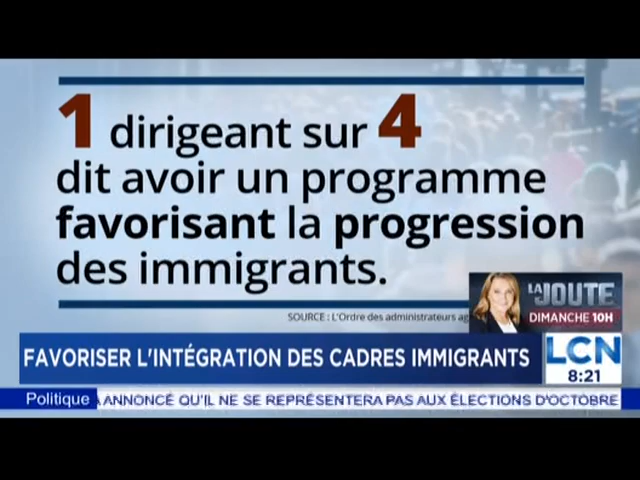 1 dirigeant sur 4
dit avoir un programme
favorisant la progression
des immigrants.
SOURCE : L'Ordre des administrateurs
LA JOUTE
DIMANCHE 10H
FAVORISER L'INTÉGRATION DES CADRES IMMIGRANTS
LCN
8:21
Politique A ANNONCÉ QU'IL NE SE REPRÉSENTERA PAS AUX ÉLECTIONS D'OCTOBRE